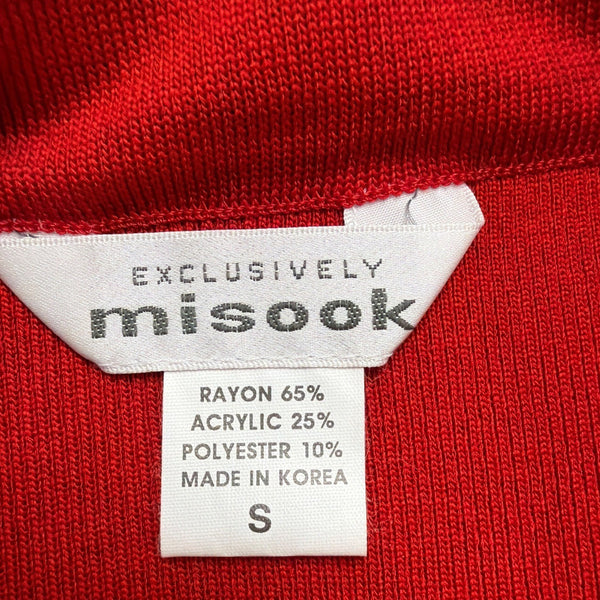 EXCLUSIVELY
misook
RAYON 65%
ACRYLIC 25%
POLYESTER 10%
MADE IN KOREA
S